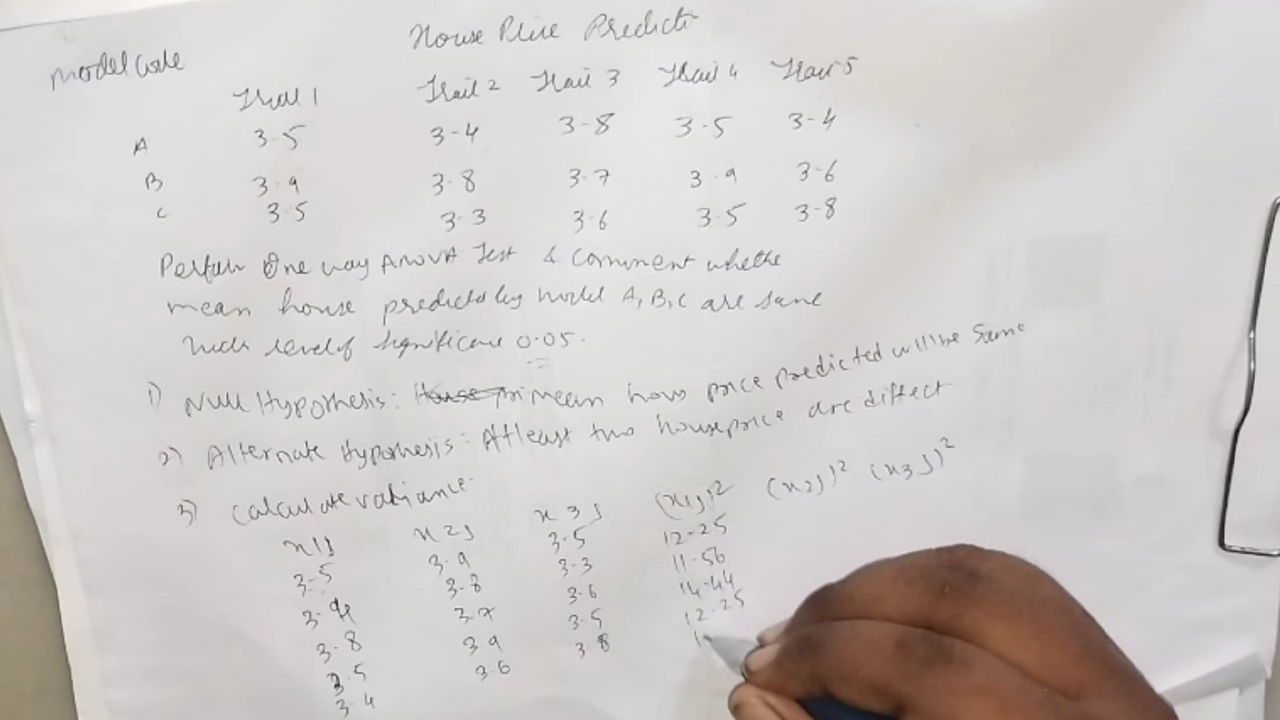 House Price Predicti
Model Code
Trail 1 Trail 2 Trail 3 Trail 4 Trail 5
A 3.5 3.4 3.8 3.5 3.4
B 3.9 3.8 3.7 3.9 3.6
C 3.5 3.3 3.6 3.5 3.8
Perform One way ANOVA Test & Comment whethe
mean house predicted by model A, B, C are same
level of significance 0.05.
1) Null Hypothesis: mean hous price predicted will be same
2) Alternate Hypothesis: Atleast two house price are diffect
3) Calculate variance
x1j x2j x3j (x1j)² (x2j)² (x3j)²
3.5 3.9 3.5 12.25
3.4 3.8 3.3 11.56
3.8 3.7 3.6 14.44
3.5 3.9 3.5 12.25
3.4 3.6 3.8 1